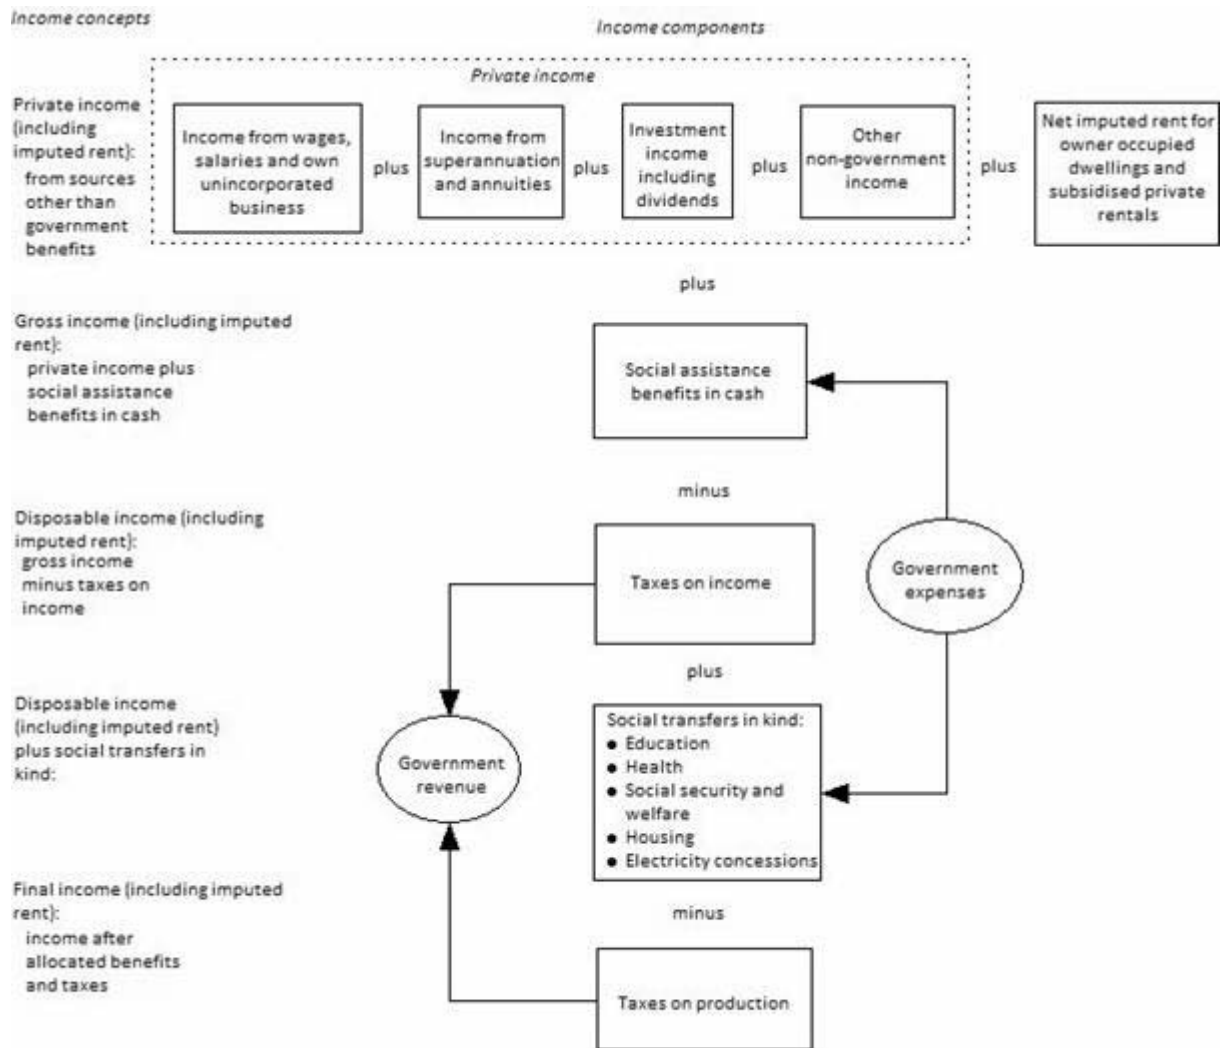 Income concepts
Income components
Private income
Private income
(including
imputed rent):
from sources
other than
government
benefits
Income from wages,
salaries and own
unincorporated
business
plus
Income from
superannuation
and annuities
plus
Investment
income
including
dividends
plus
Other
non-government
income
plus
Net imputed rent for
owner occupied
dwellings and
subsidised private
rentals
plus
Gross income (including imputed
rent):
private income plus
social assistance
benefits in cash
Social assistance
benefits in cash
minus
Disposable income (including
imputed rent):
gross income
minus taxes on
income
Taxes on income
Government
expenses
plus
Disposable income
(including imputed rent)
plus social transfers in
kind:
Government
revenue
Social transfers in kind:
● Education
● Health
● Social security and
welfare
● Housing
● Electricity concessions
minus
Final income (including imputed
rent):
income after
allocated benefits
and taxes
Taxes on production